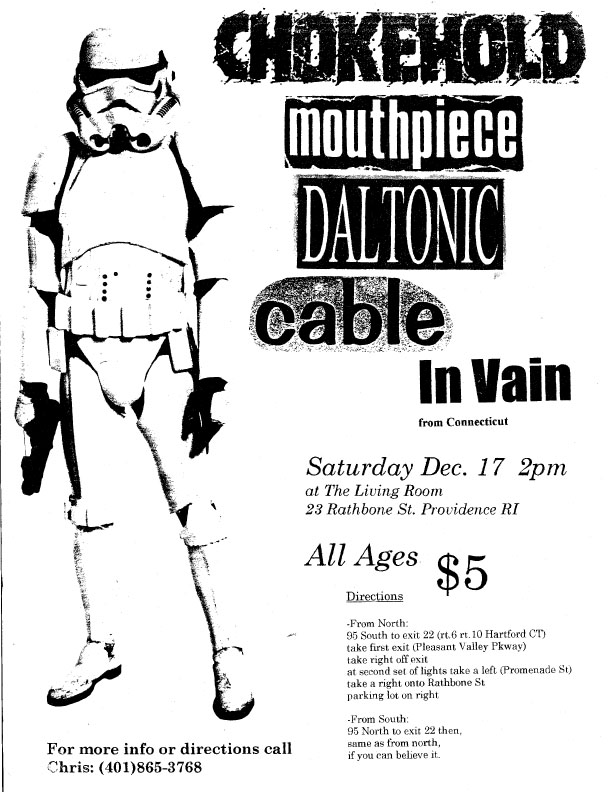 CHOKEHOLD
mouthpiece
DALTONIC
cable
In Vain
from Connecticut
Saturday Dec. 17 2pm
at The Living Room
23 Rathbone St. Providence RI
All Ages $5
Directions
-From North:
95 South to exit 22 (rt.6 rt.10 Hartford CT)
take first exit (Pleasant Valley Pkway)
take right off exit
at second set of lights take a left (Promenade St)
take a right onto Rathbone St
parking lot on right
-From South:
95 North to exit 22 then,
same as from north,
if you can believe it.
For more info or directions call
Chris: (401)865-3768